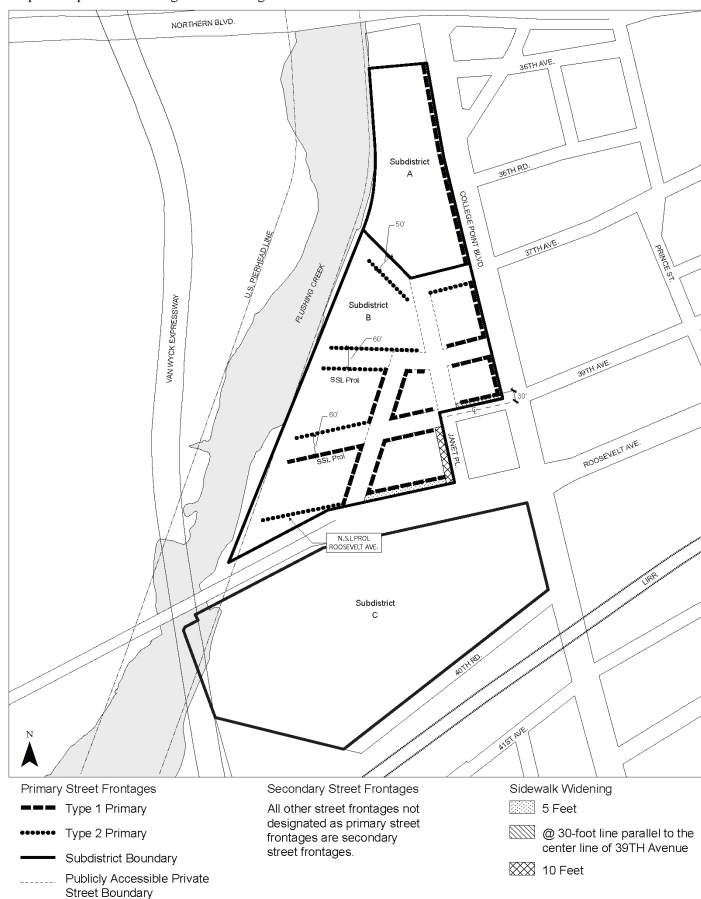 NORTHERN BLVD.
36TH AVE.
Subdistrict
A
36TH RD.
COLLEGE POINT BLVD
50'
37TH AVE.
PRINCE ST.
U.S. PIERHEAD LINE
FLUSHING CREEK
VAN WYCK EXPRESSWAY
Subdistrict
B
60'
SSL Prol
39TH AVE.
30'
60'
SSL Prol
JANET PL.
ROOSEVELT AVE.
N.S.L PROL
ROOSEVELT AVE.
Subdistrict
C
LIRR
40TH RD.
41ST AVE.
N
Primary Street Frontages
Type 1 Primary
Type 2 Primary
Subdistrict Boundary
Publicly Accessible Private
Street Boundary
Secondary Street Frontages
All other street frontages not
designated as primary street
frontages are secondary
street frontages.
Sidewalk Widening
5 Feet
@ 30-foot line parallel to the
center line of 39TH Avenue
10 Feet